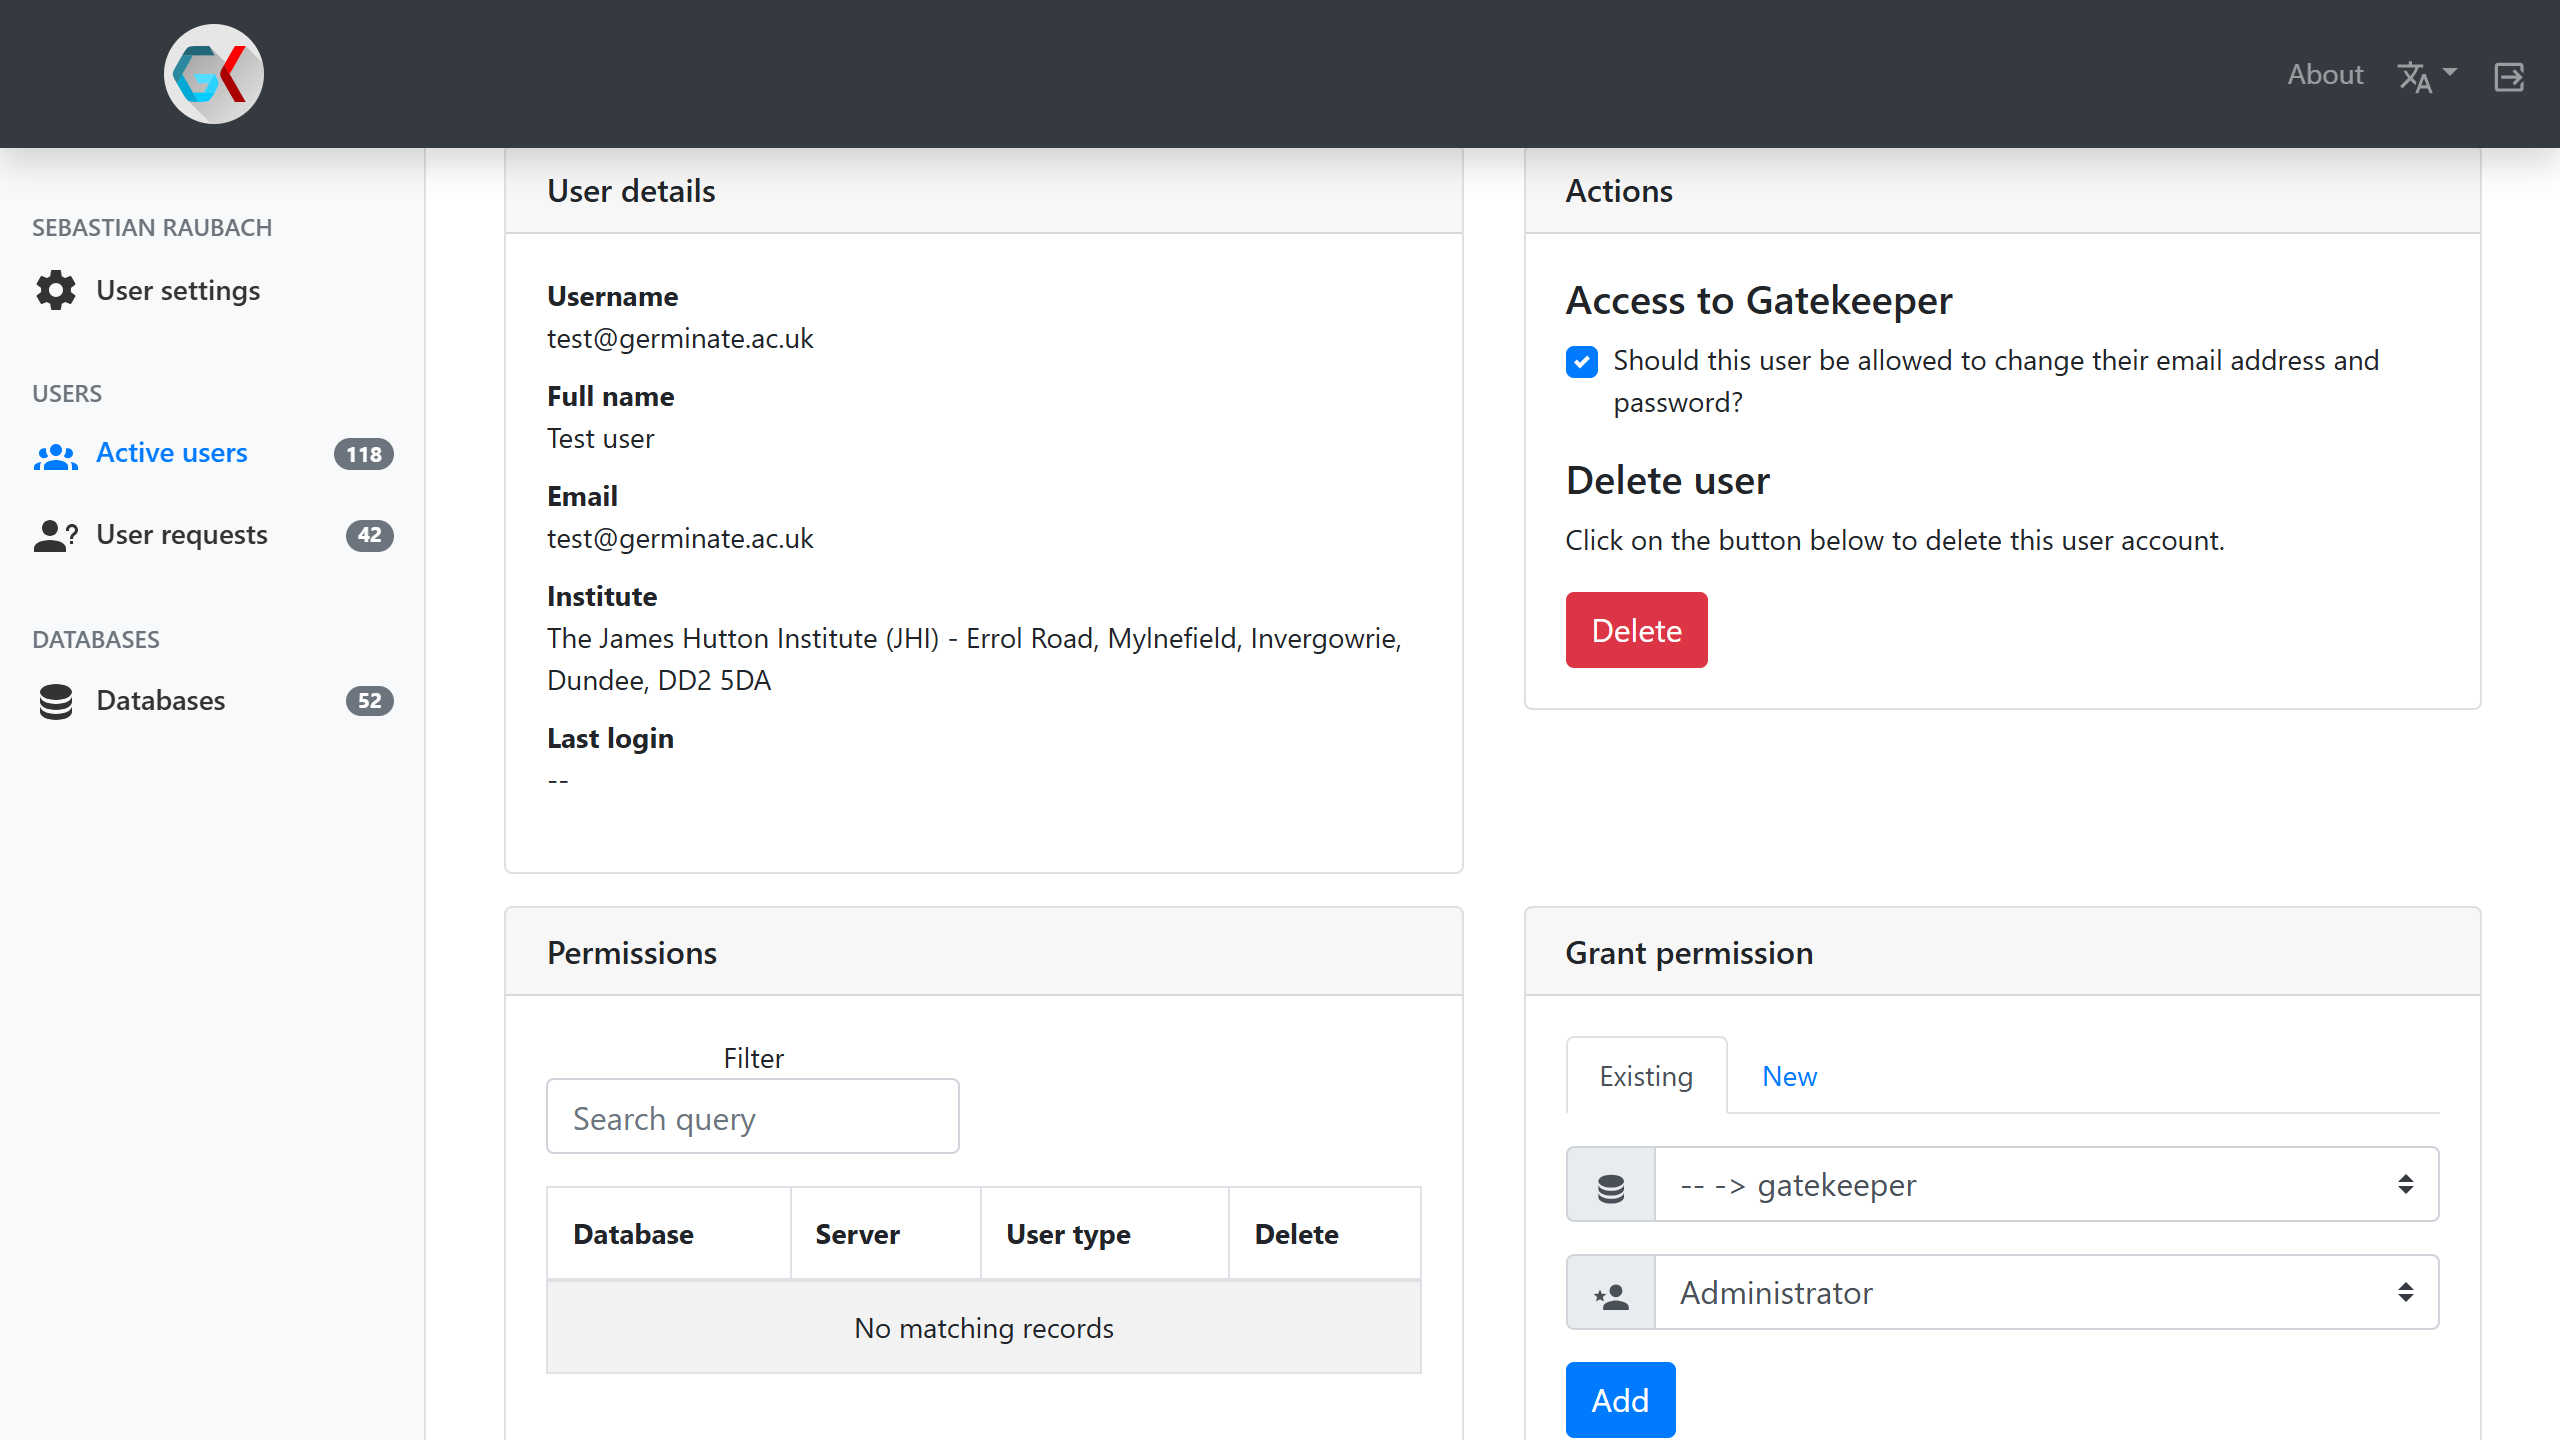 About
SEBASTIAN RAUBACH
User settings
USERS
Active users 118
User requests 42
DATABASES
Databases 52
User details
Username
test@germinate.ac.uk
Full name
Test user
Email
test@germinate.ac.uk
Institute
The James Hutton Institute (JHI) - Errol Road, Mylnefield, Invergowrie,
Dundee, DD2 5DA
Last login
--
Actions
Access to Gatekeeper
Should this user be allowed to change their email address and
password?
Delete user
Click on the button below to delete this user account.
Delete
Permissions
Filter
Search query
Database Server User type Delete
No matching records
Grant permission
Existing New
-- -> gatekeeper
Administrator
Add